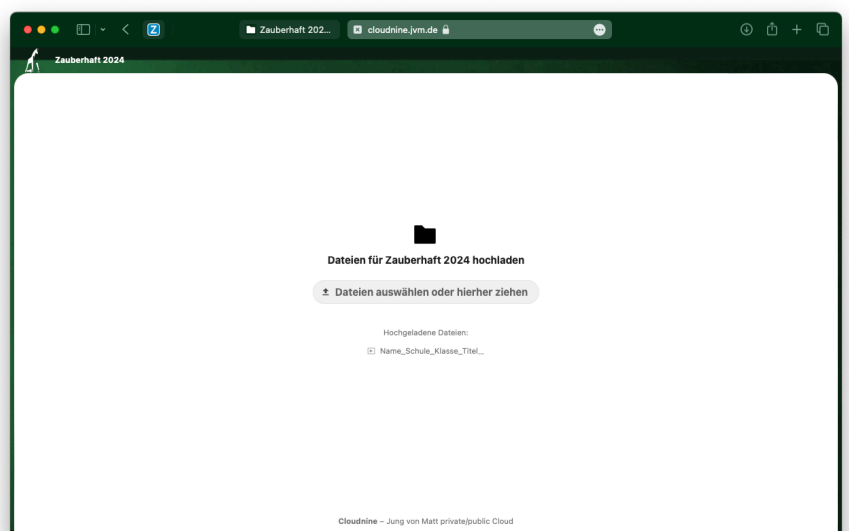 Zauberhaft 202...
cloudnine.jvm.de
Zauberhaft 2024
Dateien für Zauberhaft 2024 hochladen
Dateien auswählen oder hierher ziehen
Hochgeladene Dateien:
Name_Schule_Klasse_Titel_
Cloudnine – Jung von Matt private/public Cloud